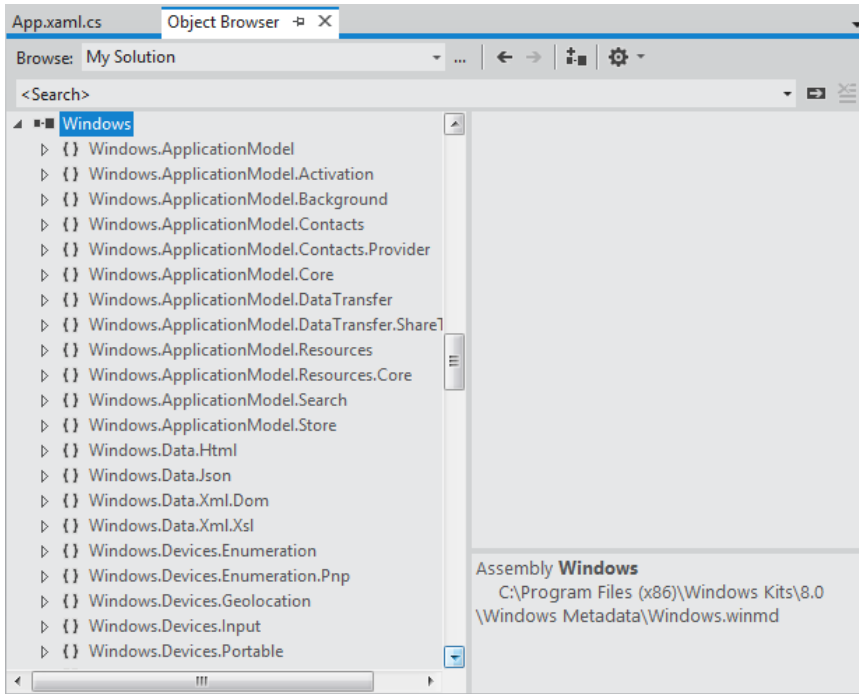 App.xaml.cs
Object Browser
Browse: My Solution
...
<Search>
Windows
{} Windows.ApplicationModel
{} Windows.ApplicationModel.Activation
{} Windows.ApplicationModel.Background
{} Windows.ApplicationModel.Contacts
{} Windows.ApplicationModel.Contacts.Provider
{} Windows.ApplicationModel.Core
{} Windows.ApplicationModel.DataTransfer
{} Windows.ApplicationModel.DataTransfer.ShareT
{} Windows.ApplicationModel.Resources
{} Windows.ApplicationModel.Resources.Core
{} Windows.ApplicationModel.Search
{} Windows.ApplicationModel.Store
{} Windows.Data.Html
{} Windows.Data.Json
{} Windows.Data.Xml.Dom
{} Windows.Data.Xml.Xsl
{} Windows.Devices.Enumeration
{} Windows.Devices.Enumeration.Pnp
{} Windows.Devices.Geolocation
{} Windows.Devices.Input
{} Windows.Devices.Portable
Assembly Windows
C:\Program Files (x86)\Windows Kits\8.0
\Windows Metadata\Windows.winmd